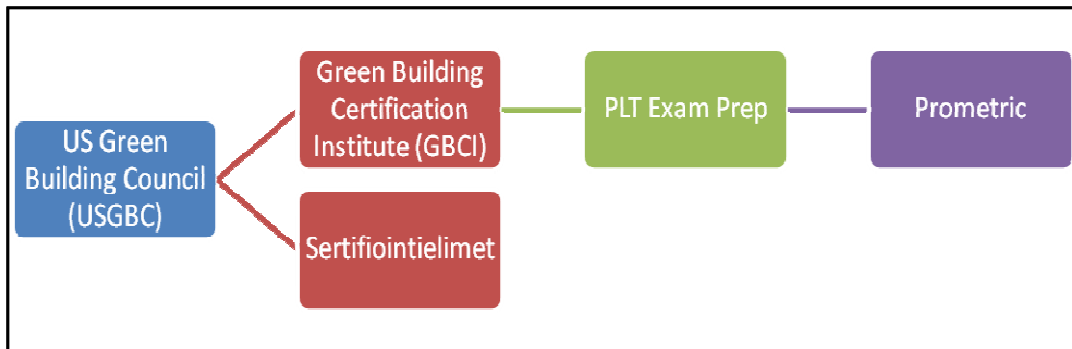 US Green
Building Council
(USGBC)
Green Building
Certification
Institute (GBCI)
Sertifiointielimet
PLT Exam Prep
Prometric